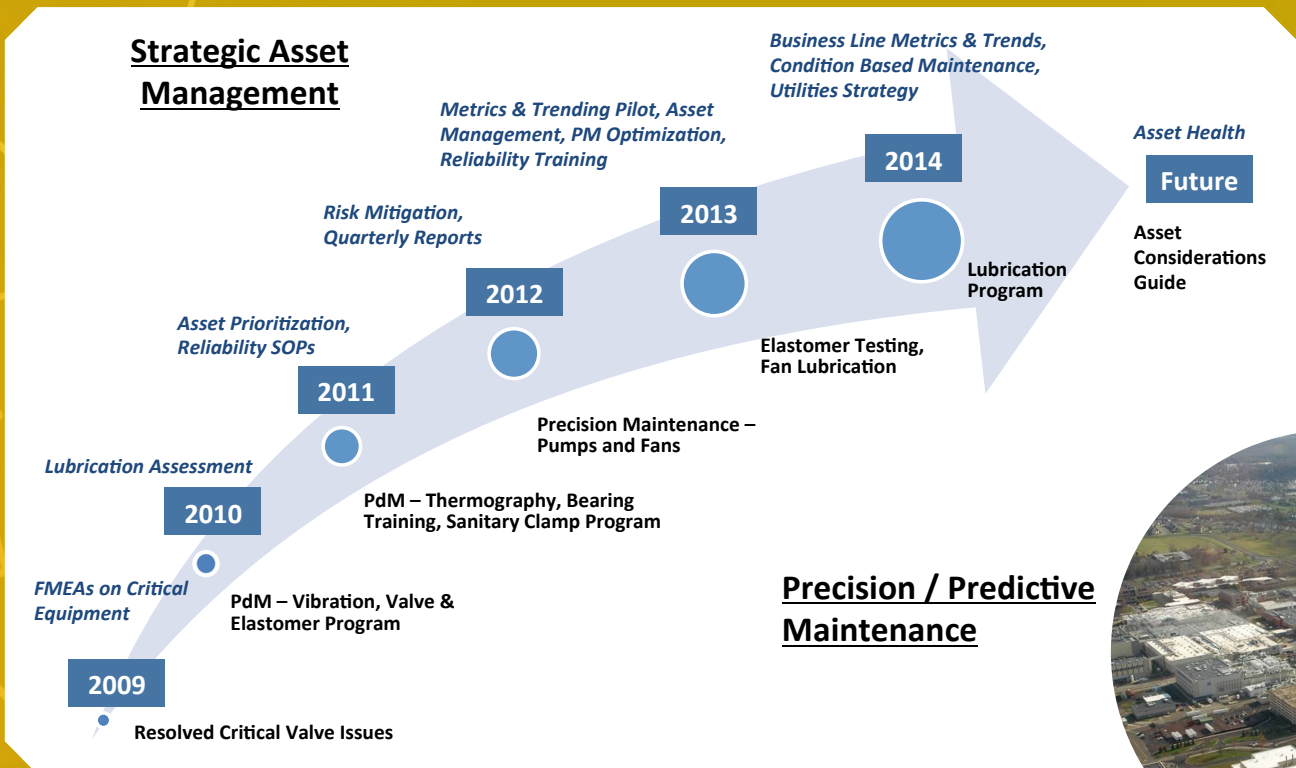 Strategic Asset
Management
Business Line Metrics & Trends,
Condition Based Maintenance,
Utilities Strategy
Metrics & Trending Pilot, Asset
Management, PM Optimization,
Reliability Training
Asset Health
Future
Asset
Considerations
Guide
2014
Lubrication
Program
2013
Elastomer Testing,
Fan Lubrication
Risk Mitigation,
Quarterly Reports
2012
Precision Maintenance –
Pumps and Fans
Asset Prioritization,
Reliability SOPs
2011
PdM – Thermography, Bearing
Training, Sanitary Clamp Program
Lubrication Assessment
2010
PdM – Vibration, Valve &
Elastomer Program
FMEAs on Critical
Equipment
2009
Resolved Critical Valve Issues
Precision / Predictive
Maintenance